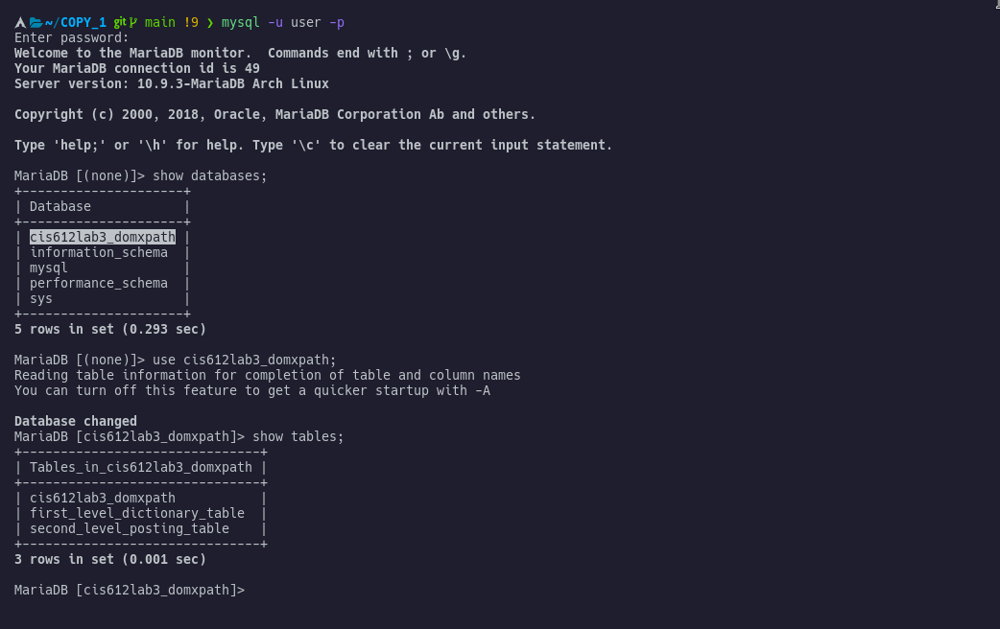 ~/COPY_1 git main !9 ❯ mysql -u user -p
Enter password:
Welcome to the MariaDB monitor.  Commands end with ; or \g.
Your MariaDB connection id is 49
Server version: 10.9.3-MariaDB Arch Linux
Copyright (c) 2000, 2018, Oracle, MariaDB Corporation Ab and others.
Type 'help;' or '\h' for help. Type '\c' to clear the current input statement.
MariaDB [(none)]> show databases;
+---------------------+
| Database            |
+---------------------+
| cis612lab3_domxpath |
| information_schema  |
| mysql               |
| performance_schema  |
| sys                 |
+---------------------+
5 rows in set (0.293 sec)
MariaDB [(none)]> use cis612lab3_domxpath;
Reading table information for completion of table and column names
You can turn off this feature to get a quicker startup with -A
Database changed
MariaDB [cis612lab3_domxpath]> show tables;
+-------------------------------+
| Tables_in_cis612lab3_domxpath |
+-------------------------------+
| cis612lab3_domxpath           |
| first_level_dictionary_table  |
| second_level_posting_table    |
+-------------------------------+
3 rows in set (0.001 sec)
MariaDB [cis612lab3_domxpath]>